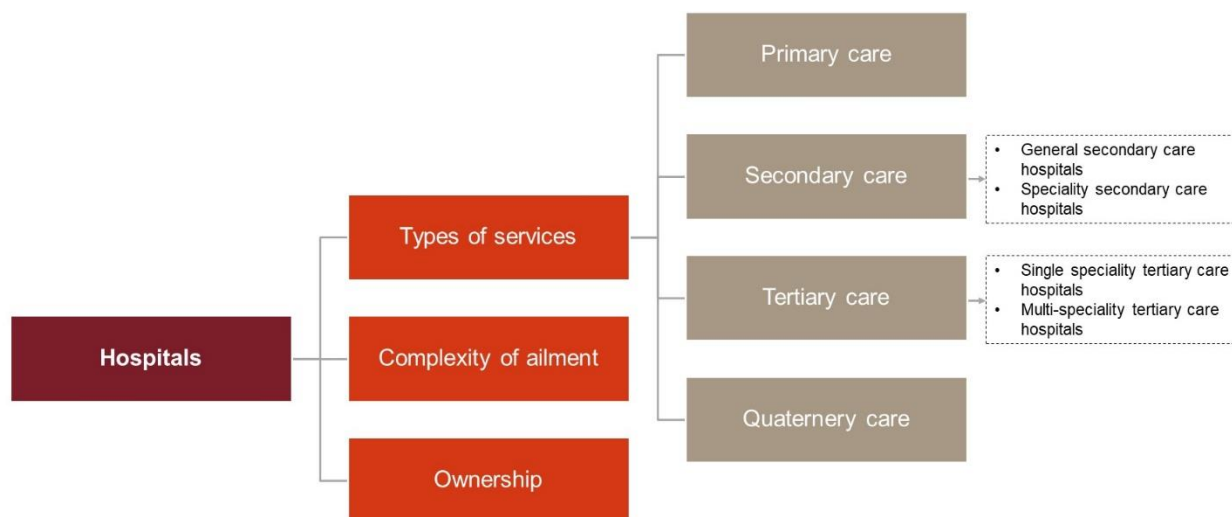 Hospitals
Types of services
Complexity of ailment
Ownership
Primary care
Secondary care
Tertiary care
Quaternery care
• General secondary care
hospitals
• Speciality secondary care
hospitals
• Single speciality tertiary care
hospitals
• Multi-speciality tertiary care
hospitals